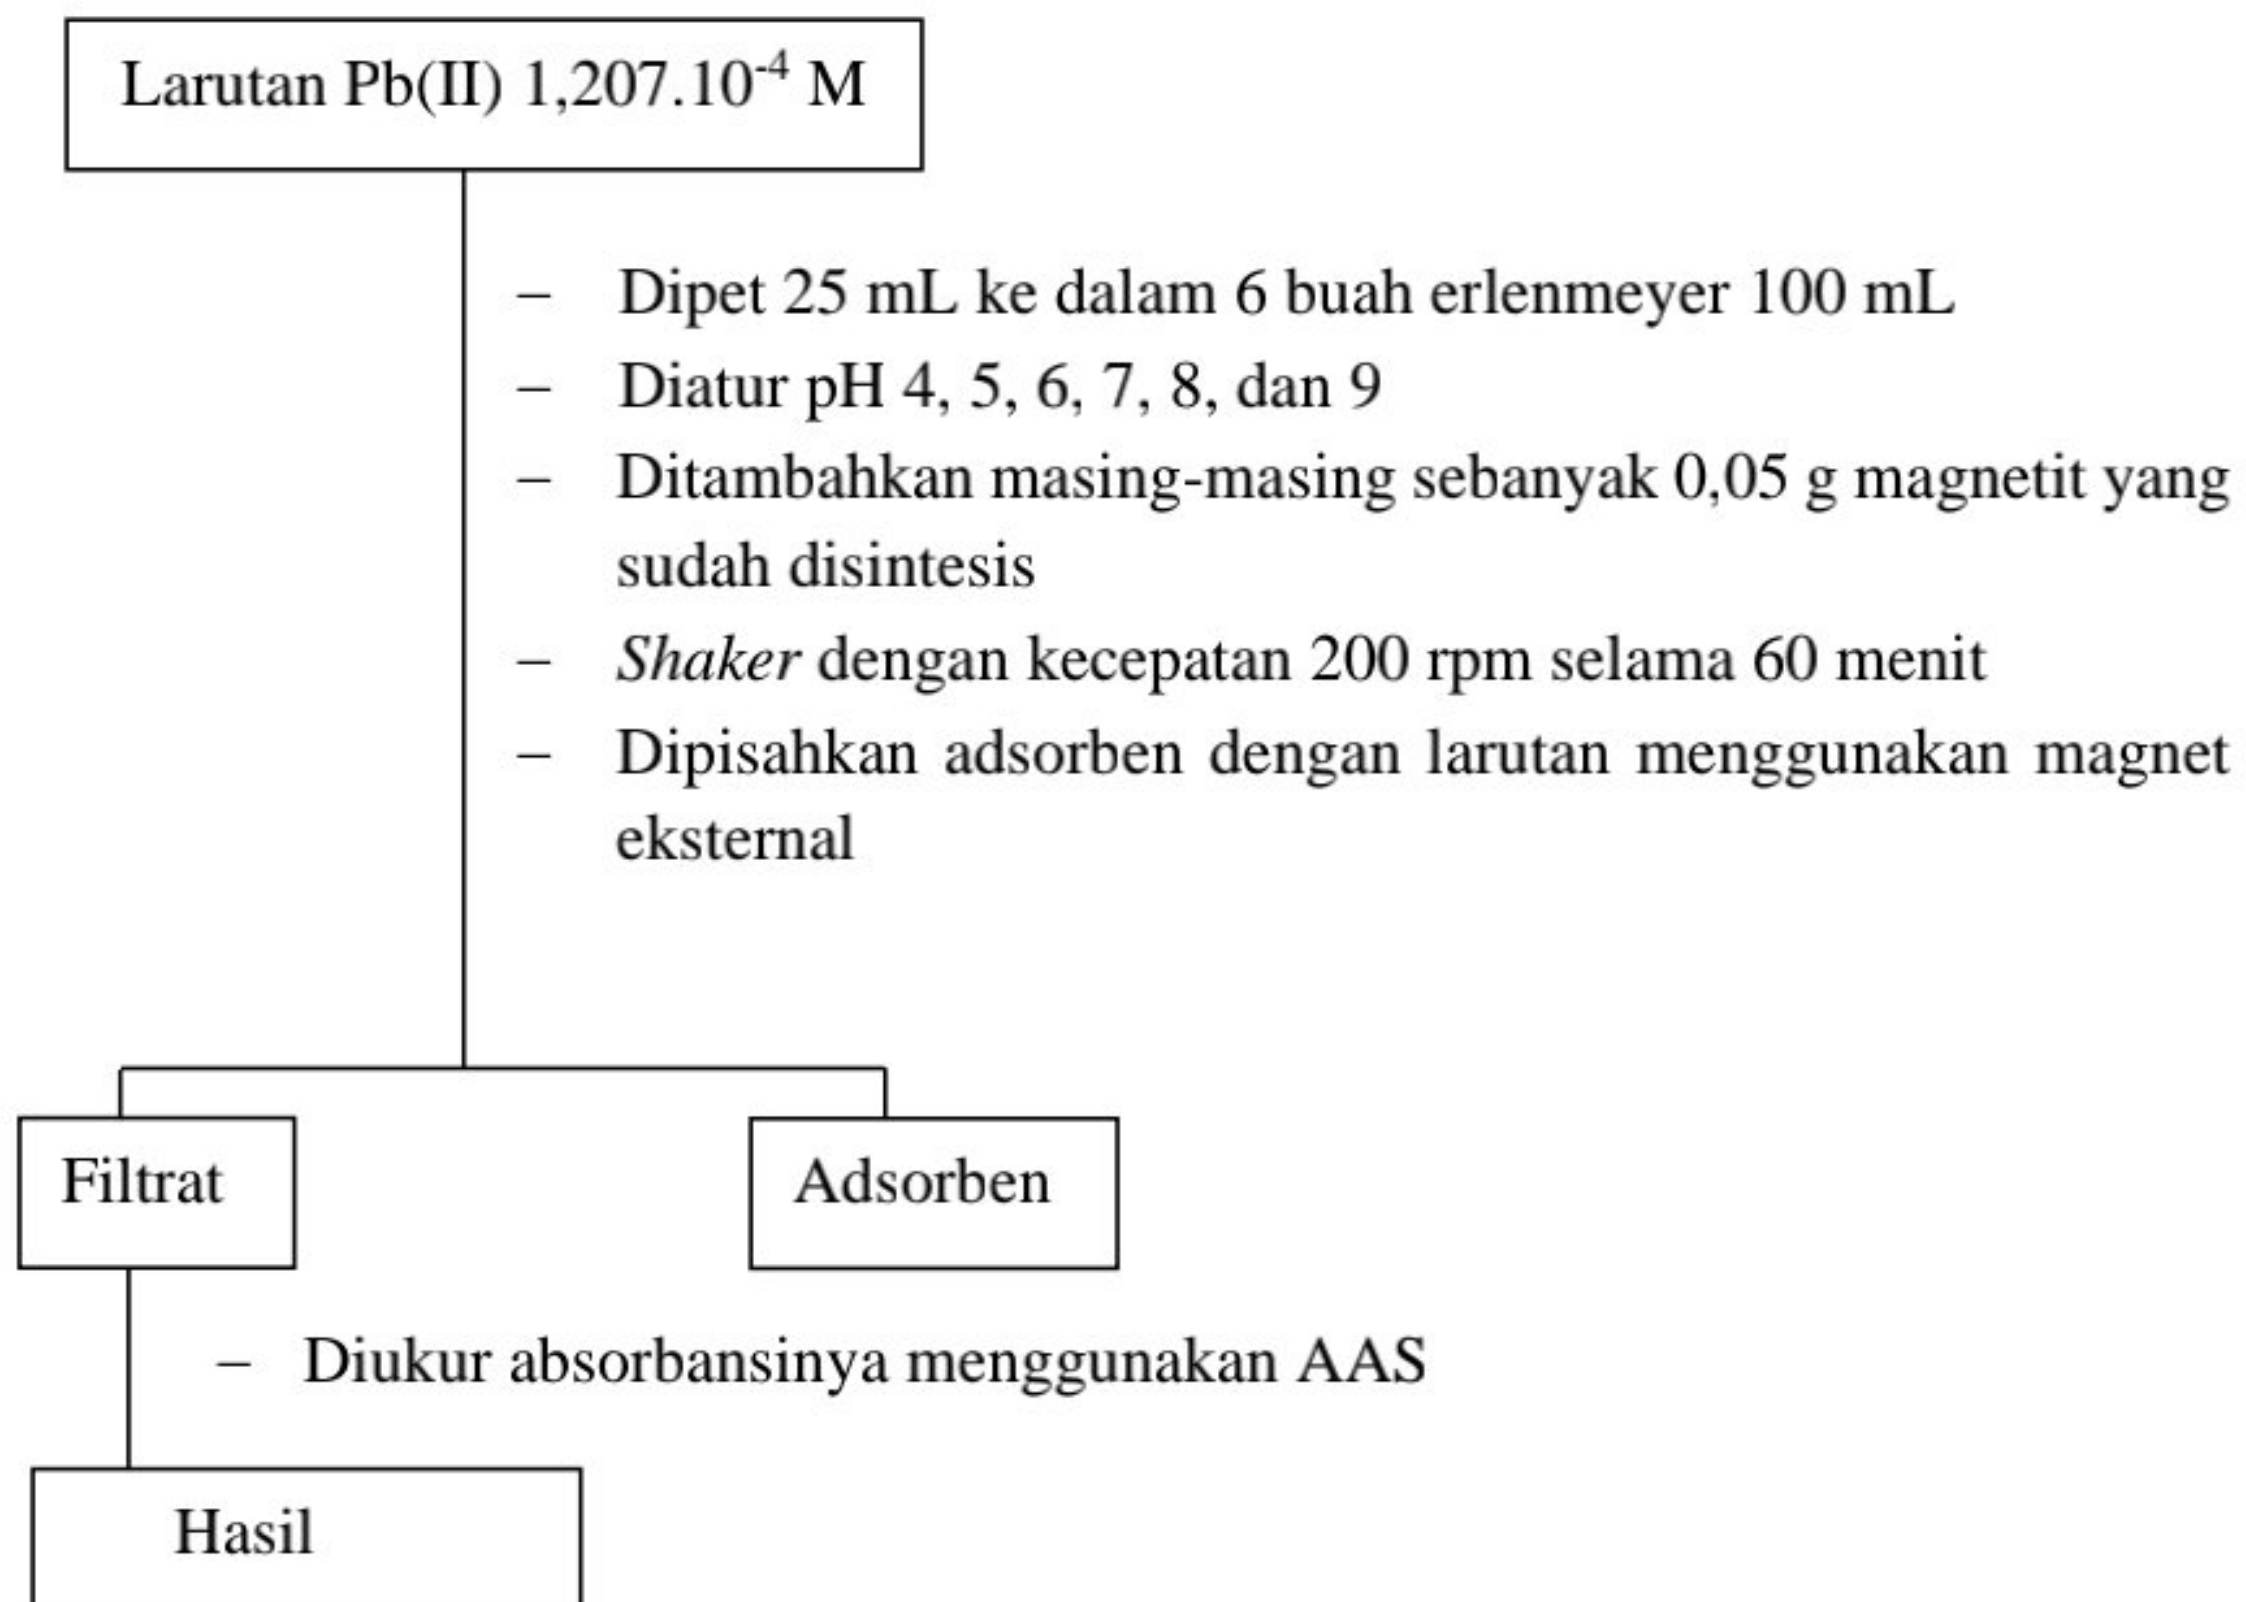 Larutan Pb(II) 1,207.10⁻⁴ M
– Dipet 25 mL ke dalam 6 buah erlenmeyer 100 mL
– Diatur pH 4, 5, 6, 7, 8, dan 9
– Ditambahkan masing-masing sebanyak 0,05 g magnetit yang
sudah disintesis
– Shaker dengan kecepatan 200 rpm selama 60 menit
– Dipisahkan adsorben dengan larutan menggunakan magnet
eksternal
Filtrat
Adsorben
– Diukur absorbansinya menggunakan AAS
Hasil